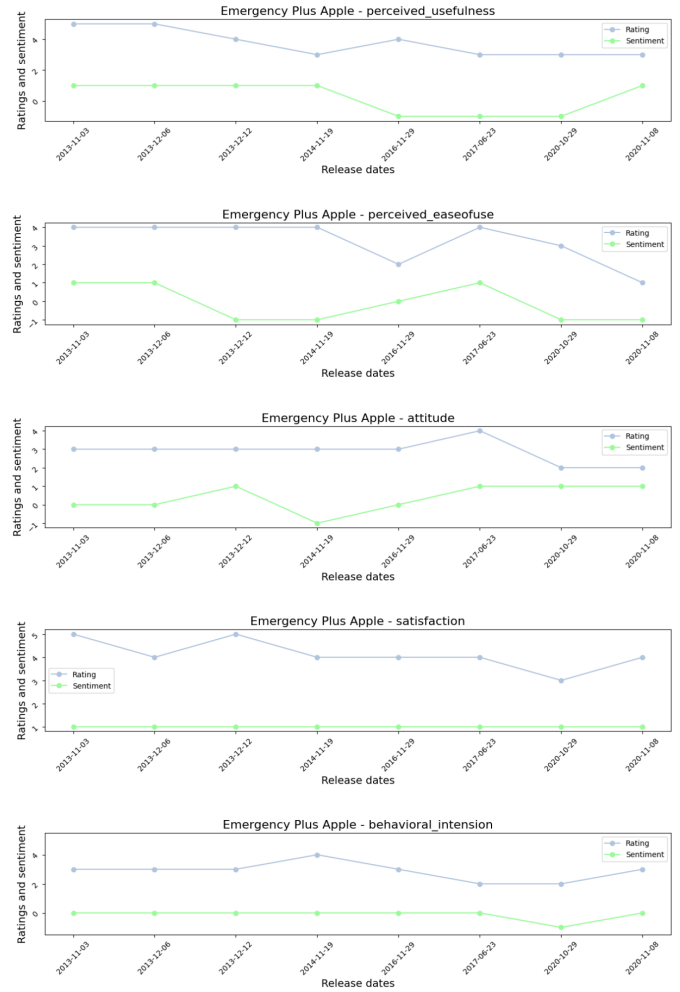 Emergency Plus Apple - perceived_usefulness
Ratings and sentiment
4
2
0
Rating
Sentiment
2013-11-03 2013-12-06 2013-12-12 2014-11-19 2016-11-29 2017-06-23 2020-10-29 2020-11-08
Release dates
Emergency Plus Apple - perceived_easeofuse
Ratings and sentiment
4
3
2
1
0
−1
Rating
Sentiment
2013-11-03 2013-12-06 2013-12-12 2014-11-19 2016-11-29 2017-06-23 2020-10-29 2020-11-08
Release dates
Emergency Plus Apple - attitude
Ratings and sentiment
4
3
2
1
0
−1
Rating
Sentiment
2013-11-03 2013-12-06 2013-12-12 2014-11-19 2016-11-29 2017-06-23 2020-10-29 2020-11-08
Release dates
Emergency Plus Apple - satisfaction
Ratings and sentiment
5
4
3
2
1
Rating
Sentiment
2013-11-03 2013-12-06 2013-12-12 2014-11-19 2016-11-29 2017-06-23 2020-10-29 2020-11-08
Release dates
Emergency Plus Apple - behavioral_intension
Ratings and sentiment
4
2
0
Rating
Sentiment
2013-11-03 2013-12-06 2013-12-12 2014-11-19 2016-11-29 2017-06-23 2020-10-29 2020-11-08
Release dates